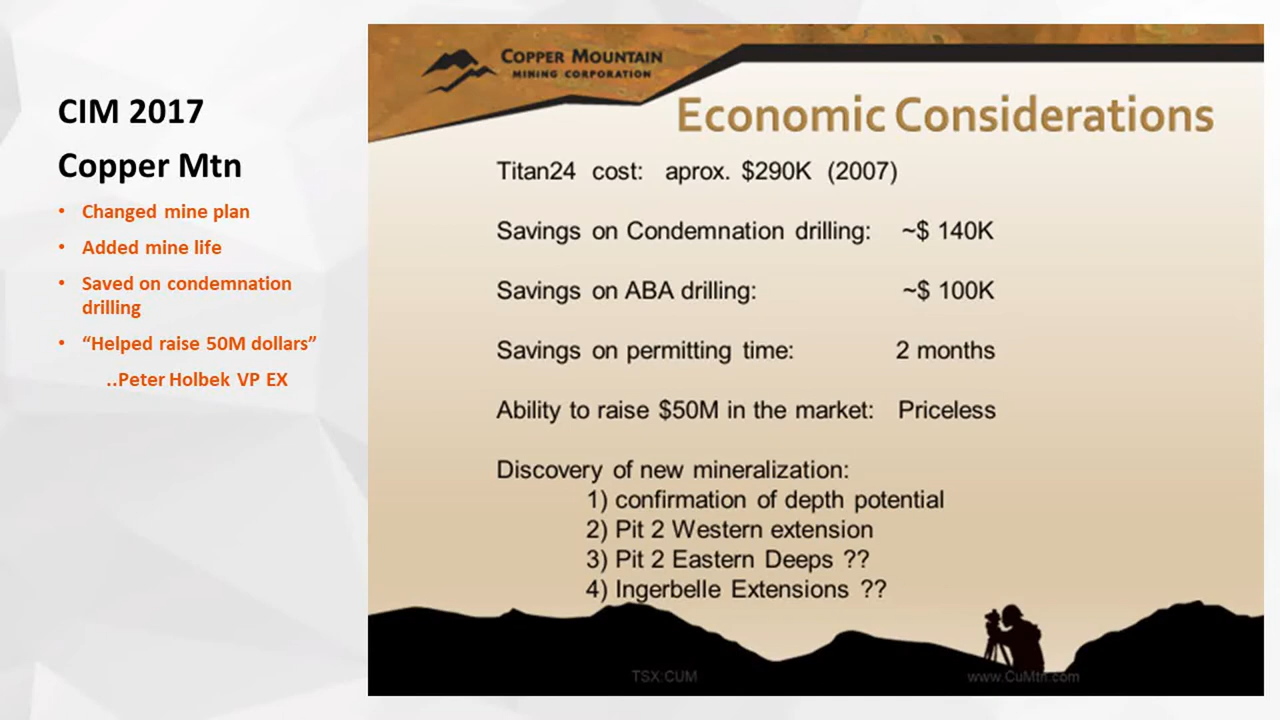 CIM 2017
Copper Mtn
• Changed mine plan
• Added mine life
• Saved on condemnation
drilling
• “Helped raise 50M dollars”
..Peter Holbek VP EX
COPPER MOUNTAIN
MINING CORPORATION
Economic Considerations
Titan24 cost: aprox. $290K (2007)
Savings on Condemnation drilling: ~$ 140K
Savings on ABA drilling: ~$ 100K
Savings on permitting time: 2 months
Ability to raise $50M in the market: Priceless
Discovery of new mineralization:
1) confirmation of depth potential
2) Pit 2 Western extension
3) Pit 2 Eastern Deeps ??
4) Ingerbelle Extensions ??
TSX:CUM
www.CuMtn.com